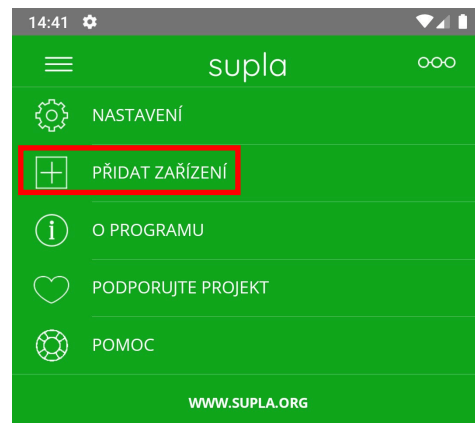 14:41
supla
NASTAVENÍ
PŘIDAT ZAŘÍZENÍ
O PROGRAMU
PODPORUJTE PROJEKT
POMOC
WWW.SUPLA.ORG